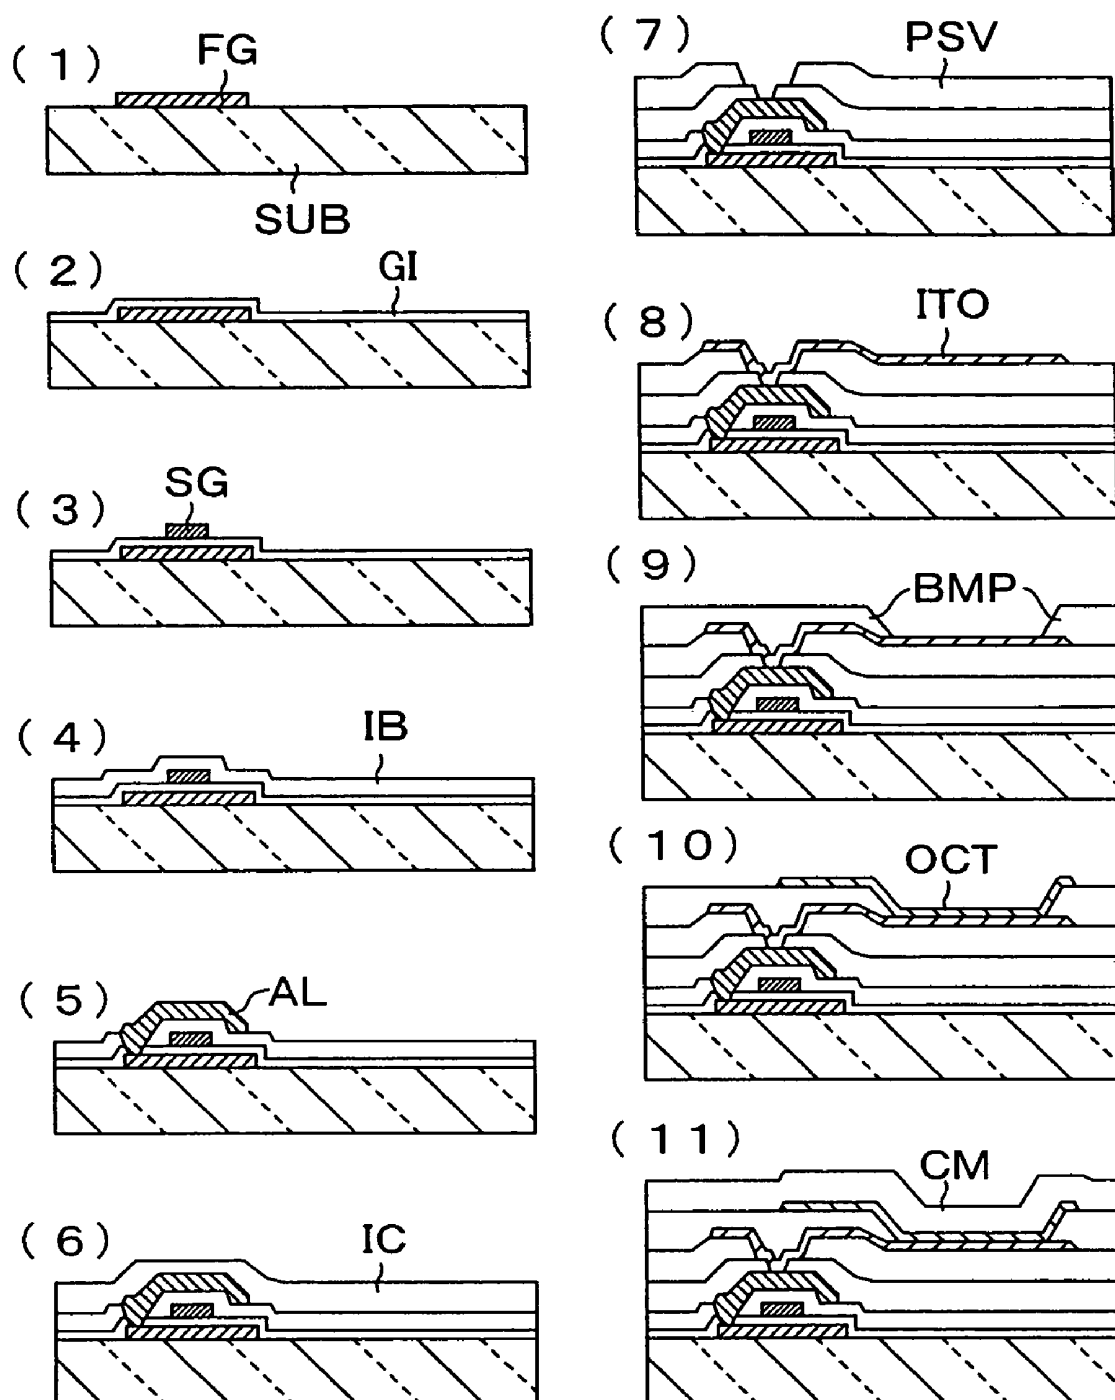 (1)
FG
SUB
(2)
GI
(3)
SG
(4)
IB
(5)
AL
(6)
IC
(7)
PSV
(8)
ITO
(9)
BMP
(10)
OCT
(11)
CM